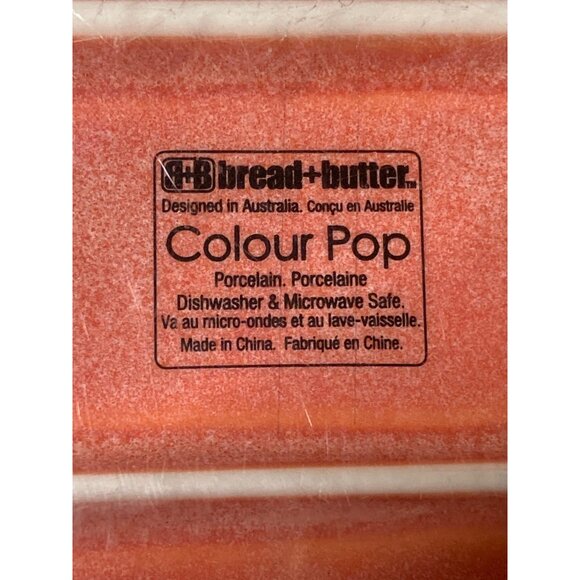 B+B bread+butter™
Designed in Australia. Conçu en Australie
Colour Pop
Porcelain. Porcelaine
Dishwasher & Microwave Safe.
Va au micro-ondes et au lave-vaisselle.
Made in China. Fabriqué en Chine.